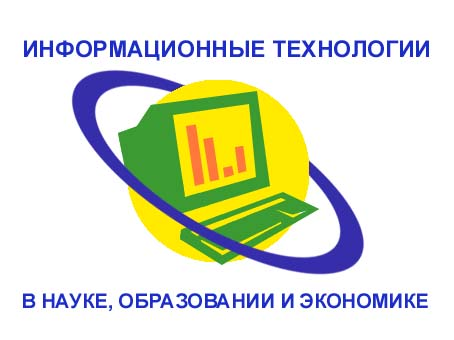 ИНФОРМАЦИОННЫЕ ТЕХНОЛОГИИ
В НАУКЕ, ОБРАЗОВАНИИ И ЭКОНОМИКЕ